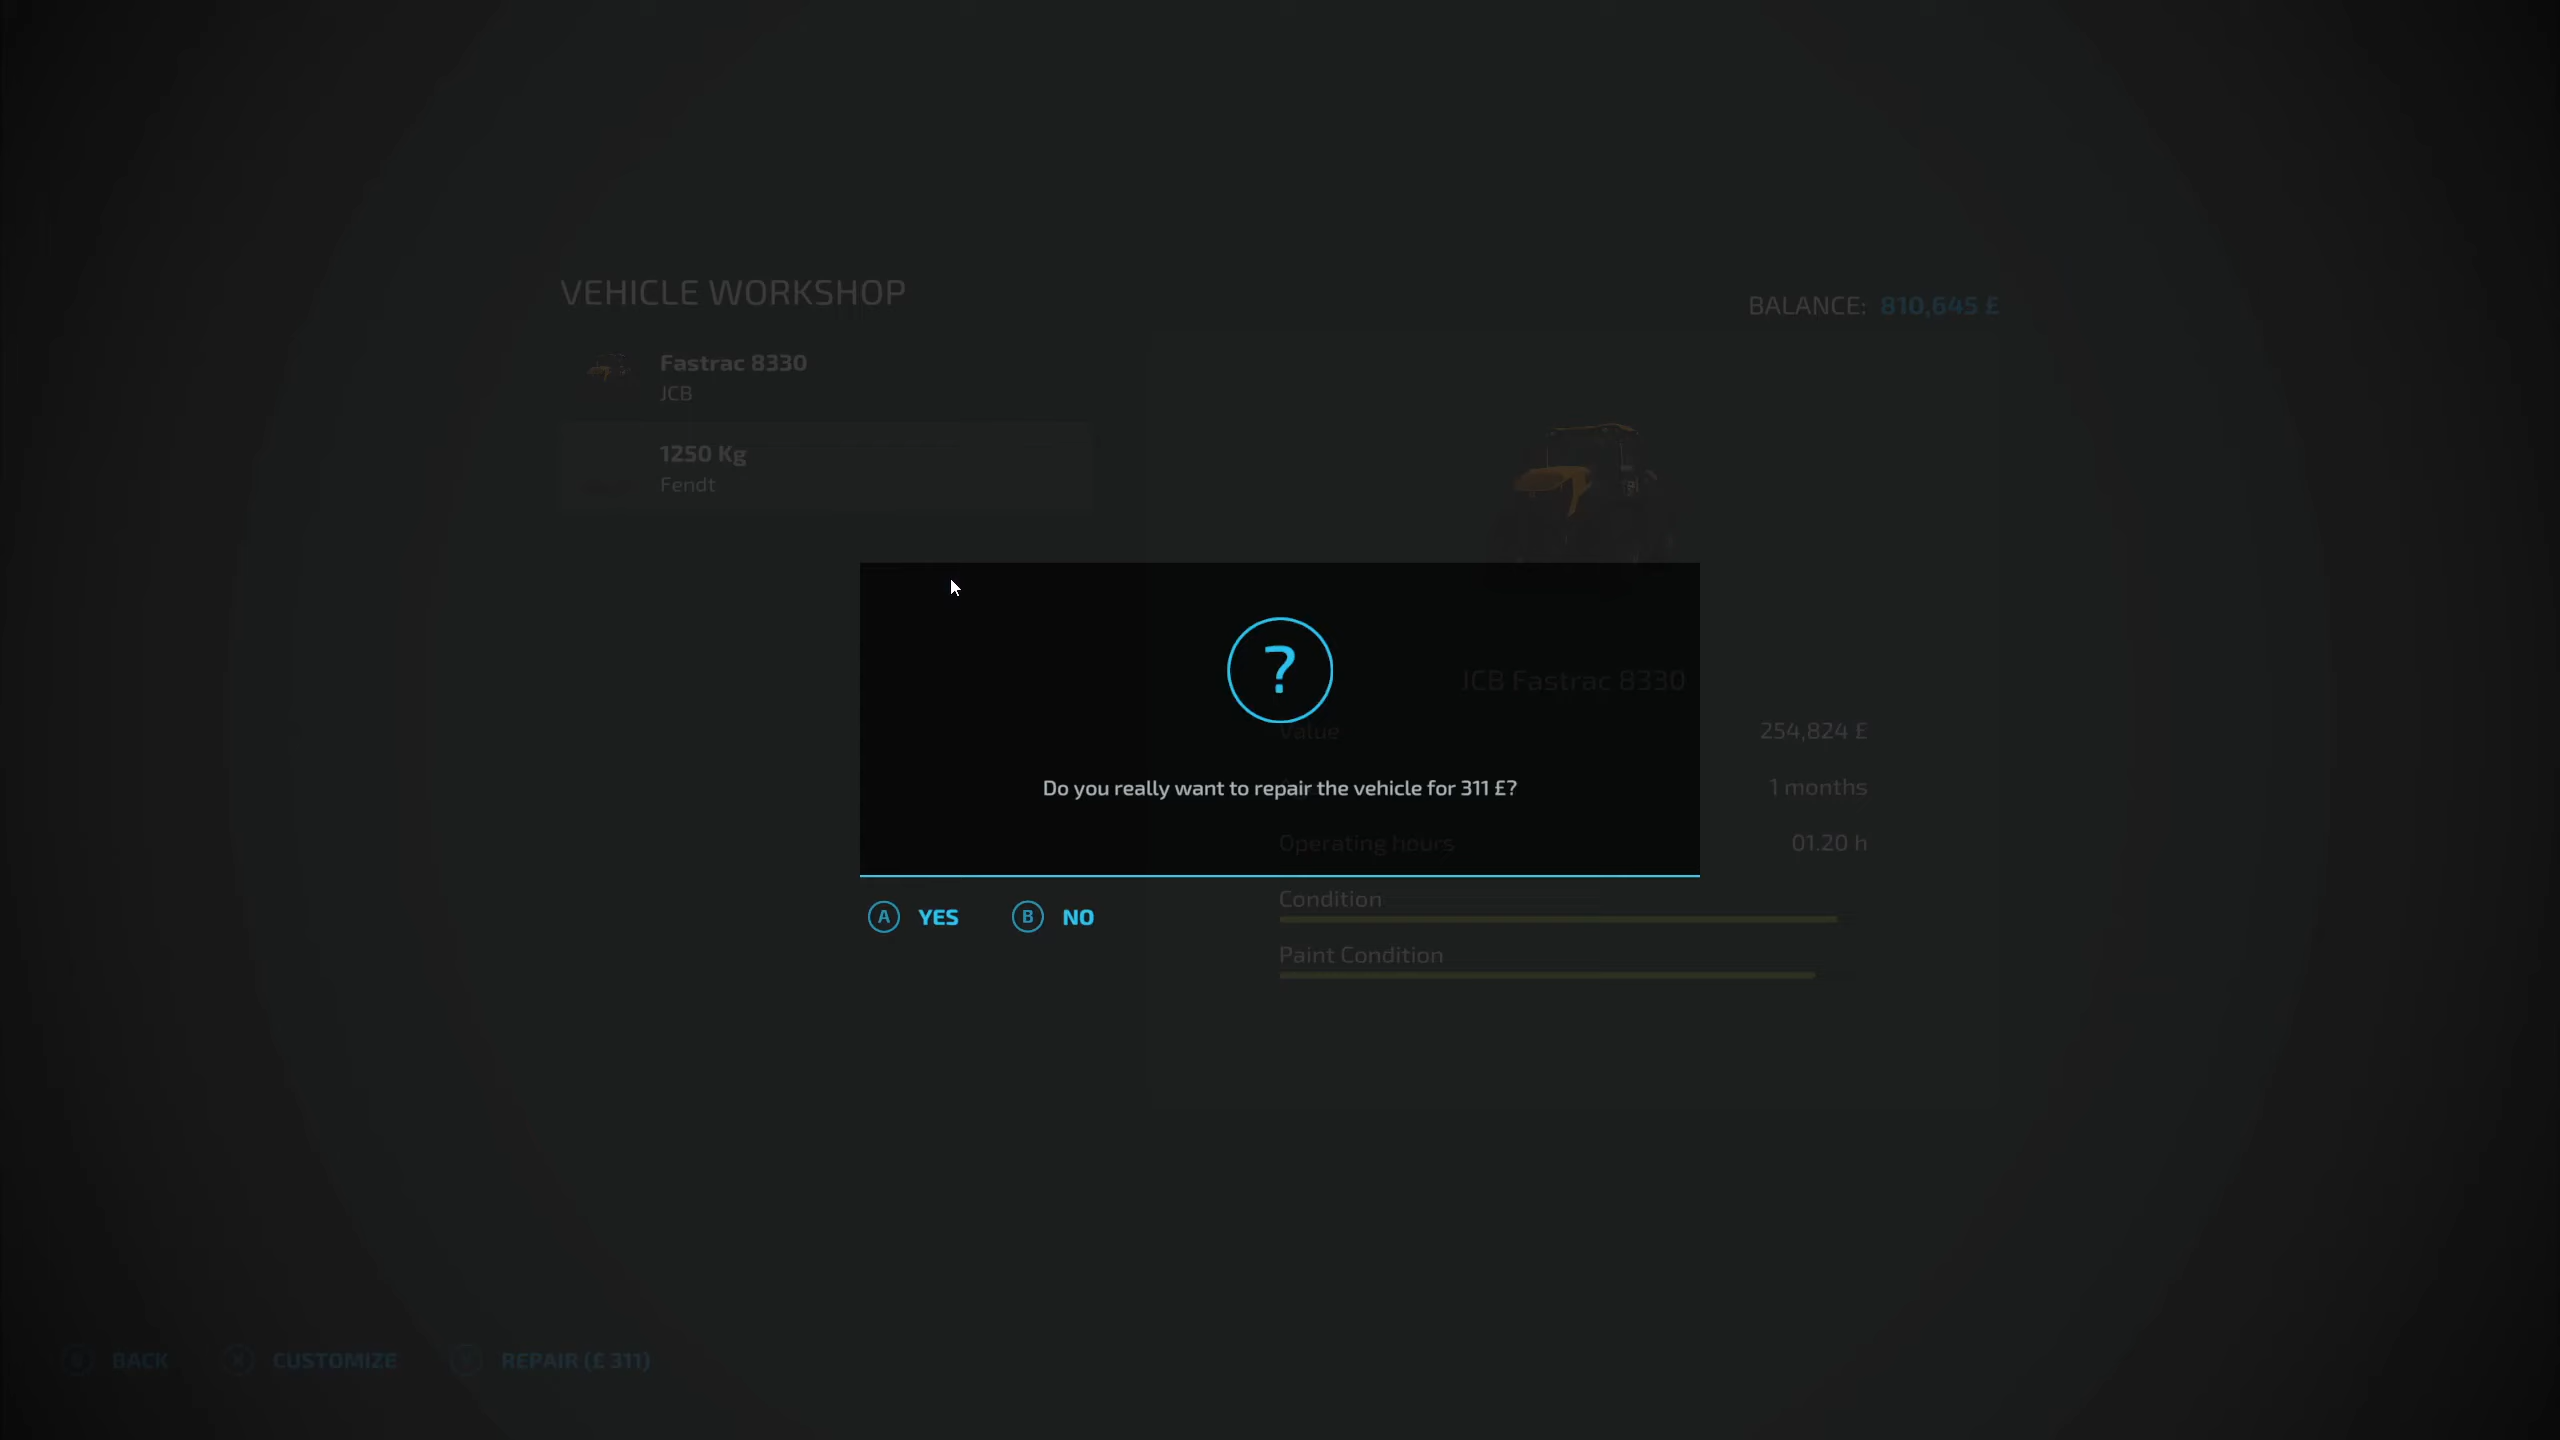 VEHICLE WORKSHOP
BALANCE: 810,645 £
Fastrac 8330
JCB
1250 Kg
Fendt
?
JCB Fastrac 8330
Value 254,824 £
Do you really want to repair the vehicle for 311 £?
1 months
Operating hours 01.20 h
Condition
A YES B NO
Paint Condition
BACK CUSTOMIZE REPAIR (£ 311)